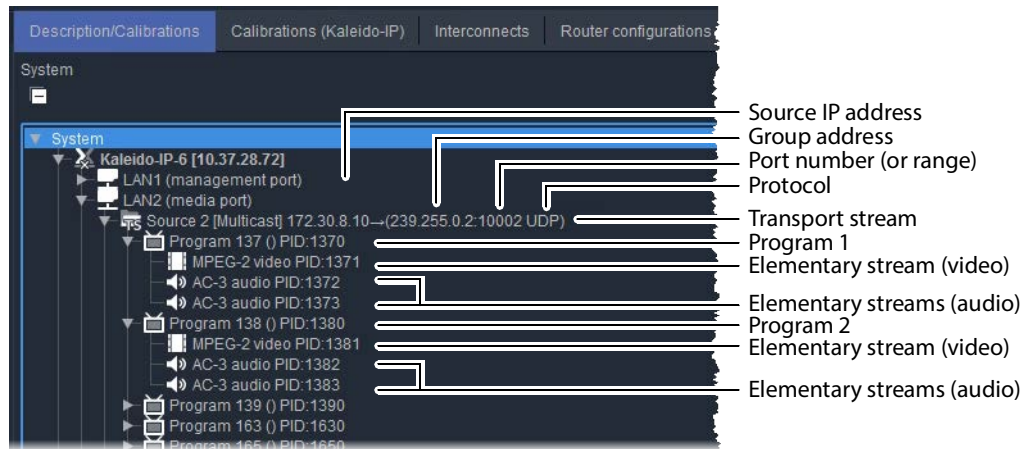 Description/Calibrations Calibrations (Kaleido-IP) Interconnects Router configurations
System
System
Kaleido-IP-6 [10.37.28.72]
LAN1 (management port)
LAN2 (media port)
TS Source 2 [Multicast] 172.30.8.10→(239.255.0.2:10002 UDP)
Program 137 () PID:1370
MPEG-2 video PID:1371
AC-3 audio PID:1372
AC-3 audio PID:1373
Program 138 () PID:1380
MPEG-2 video PID:1381
AC-3 audio PID:1382
AC-3 audio PID:1383
Program 139 () PID:1390
Program 163 () PID:1630
Program 165 () PID:1650
Source IP address
Group address
Port number (or range)
Protocol
Transport stream
Program 1
Elementary stream (video)
Elementary streams (audio)
Program 2
Elementary stream (video)
Elementary streams (audio)